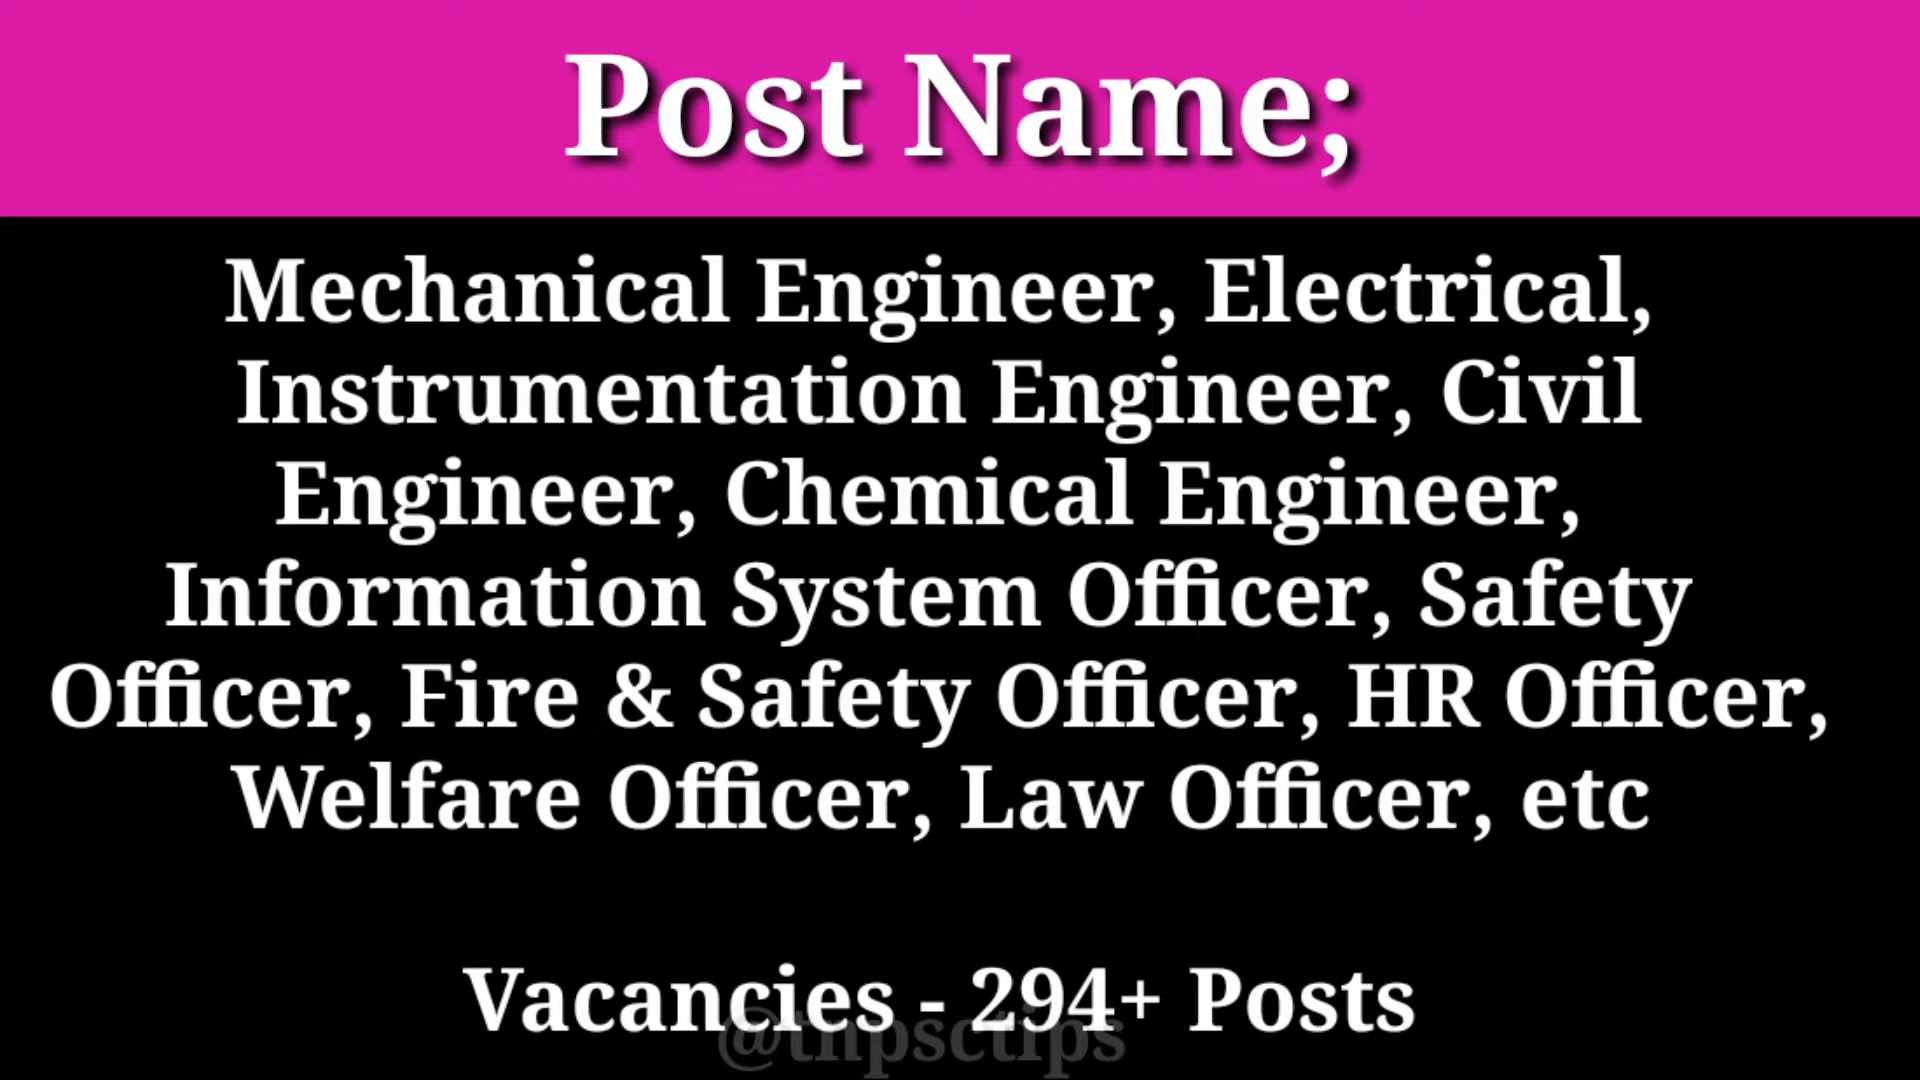 Post Name;
Mechanical Engineer, Electrical,
Instrumentation Engineer, Civil
Engineer, Chemical Engineer,
Information System Officer, Safety
Officer, Fire & Safety Officer, HR Officer,
Welfare Officer, Law Officer, etc
Vacancies - 294+ Posts
@tnpsctips